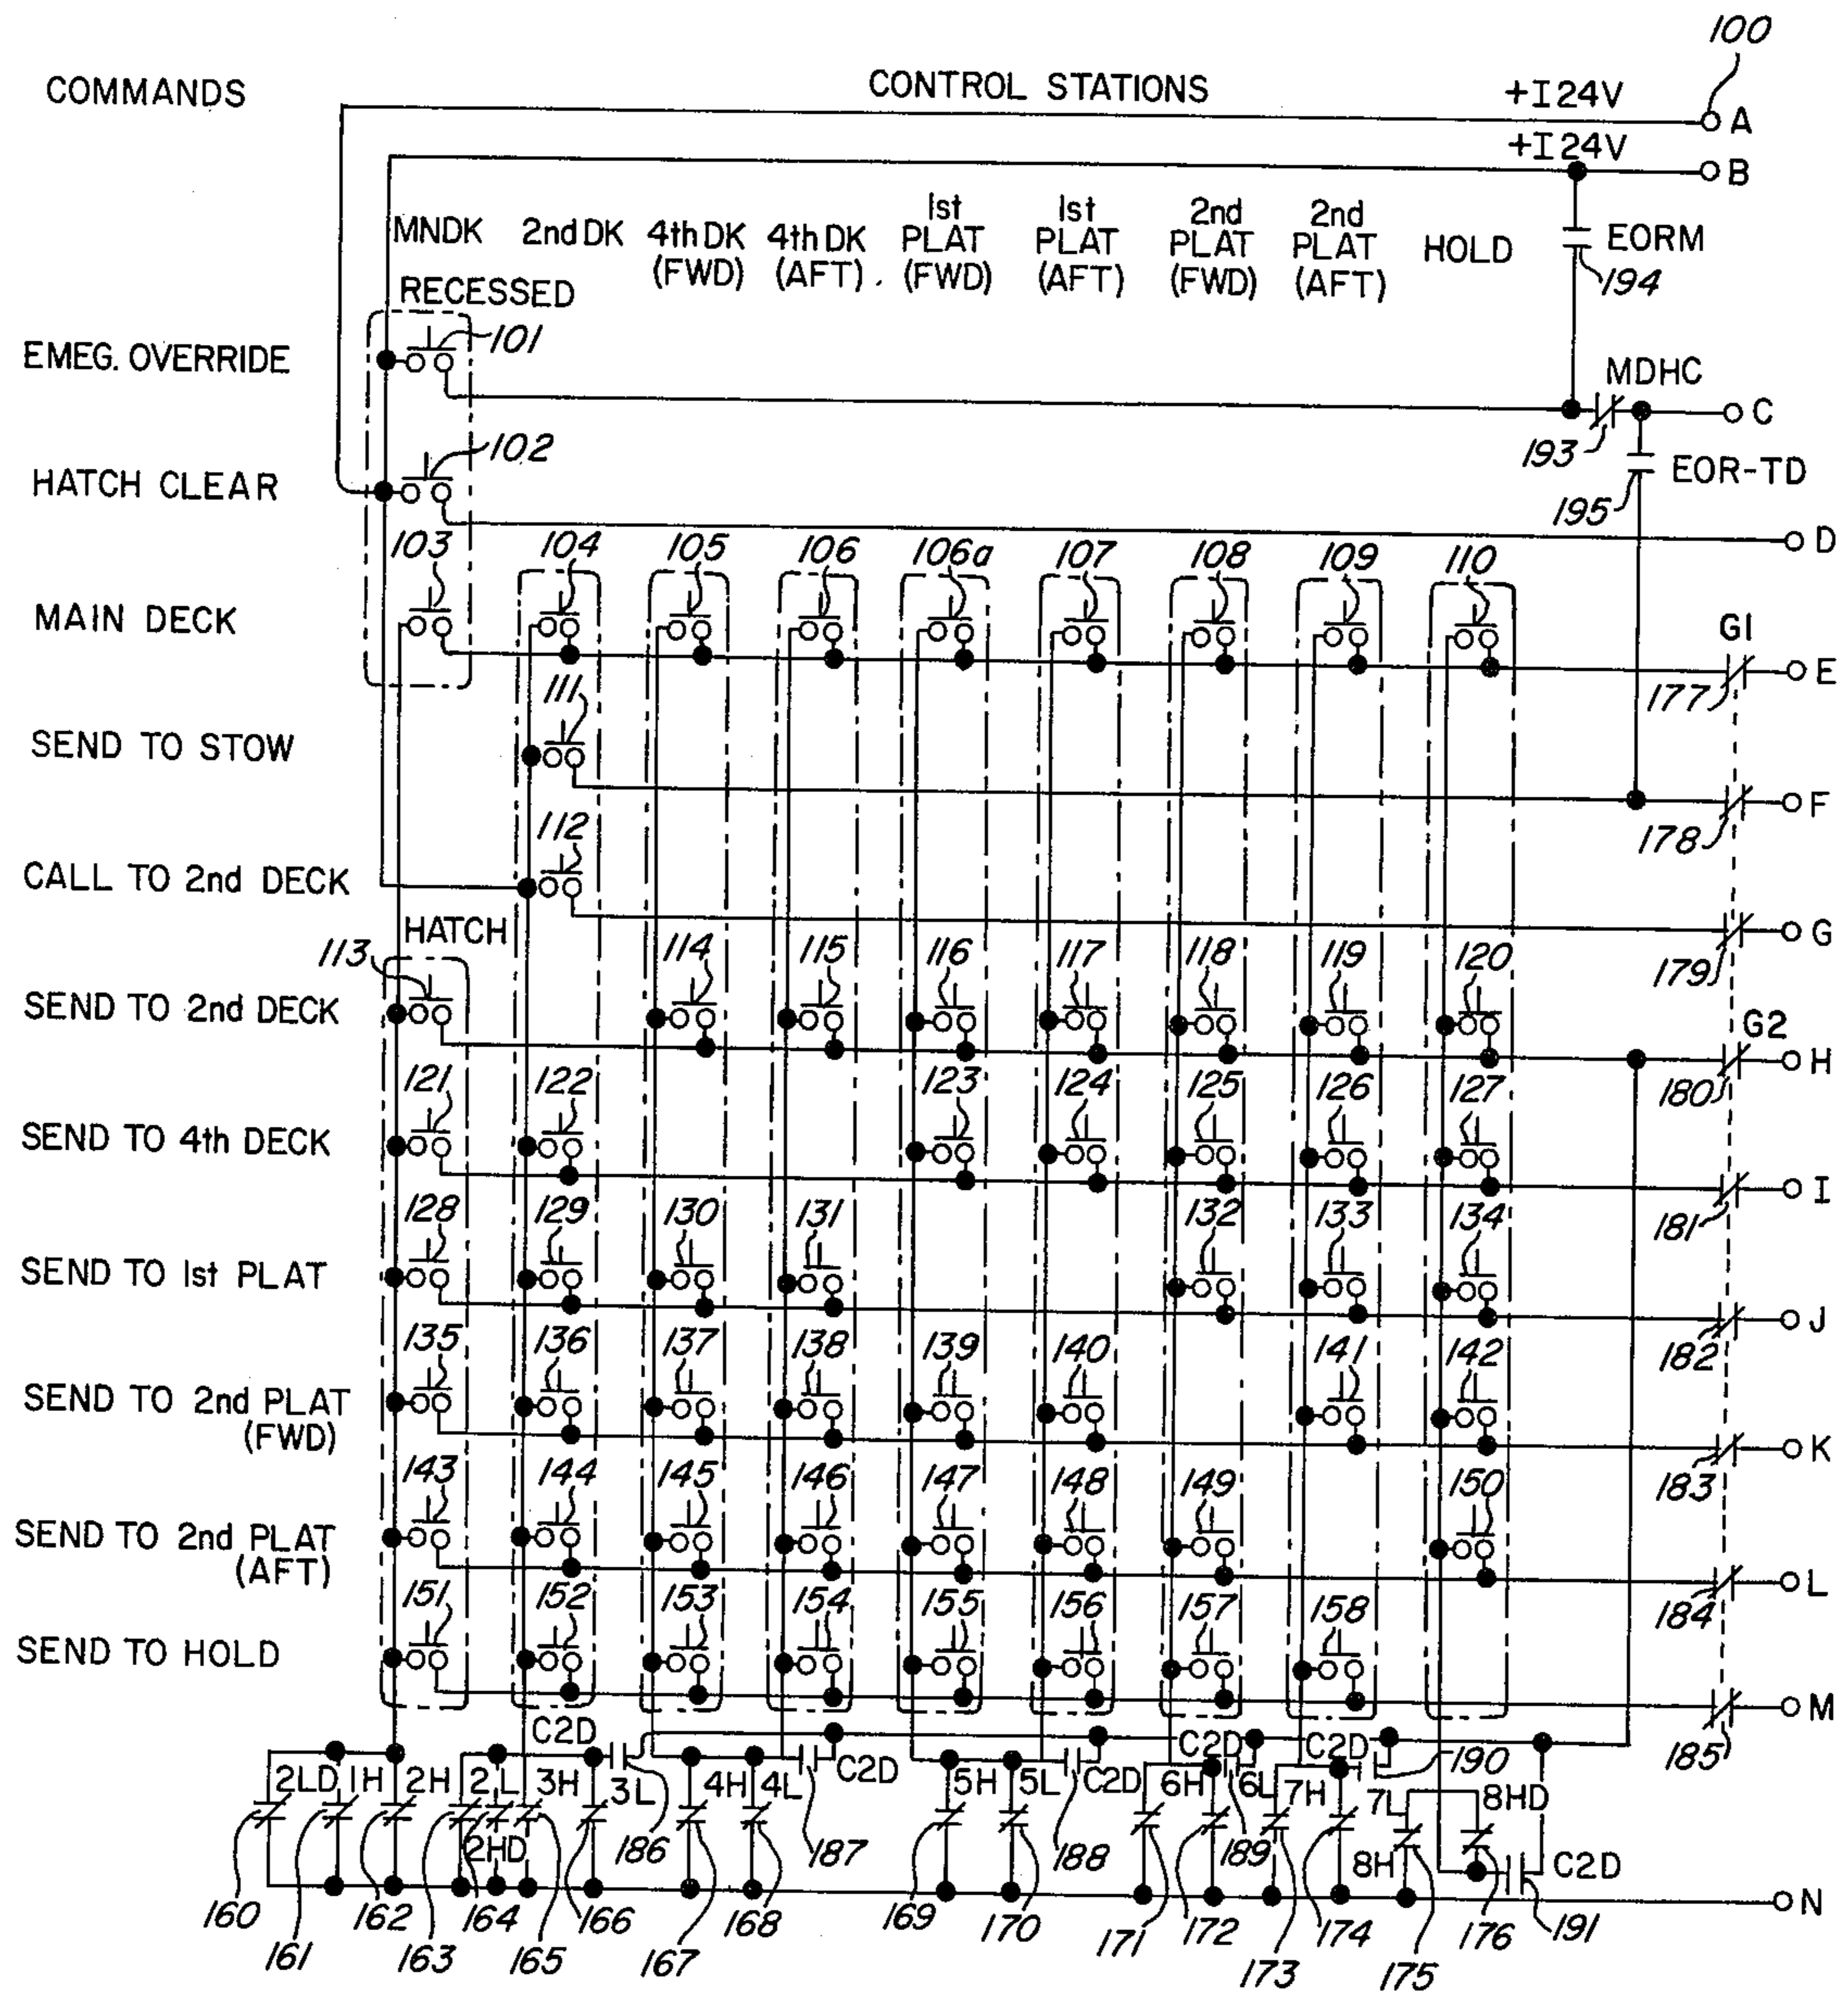 100
COMMANDS
CONTROL STATIONS
+I24V
A
+I24V
B
MNDK
2nd DK
4th DK
(FWD)
4th DK
(AFT).
1st
PLAT
(FWD)
1st
PLAT
(AFT)
2nd
PLAT
(FWD)
2nd
PLAT
(AFT)
HOLD
EORM
194
RECESSED
EMEG. OVERRIDE
101
MDHC
C
193
HATCH CLEAR
102
EOR-TD
195
D
103
104
105
106
106a
107
108
109
110
MAIN DECK
G1
E
177
SEND TO STOW
111
F
178
CALL TO 2nd DECK
112
G
179
HATCH
113
114
115
116
117
118
119
120
SEND TO 2nd DECK
G2
H
180
121
122
123
124
125
126
127
SEND TO 4th DECK
I
181
128
129
130
131
132
133
134
SEND TO 1st PLAT
J
182
135
136
137
138
139
140
141
142
SEND TO 2nd PLAT
(FWD)
K
183
143
144
145
146
147
148
149
150
SEND TO 2nd PLAT
(AFT)
L
184
151
152
153
154
155
156
157
158
SEND TO HOLD
M
185
C2D
C2D
C2D
C2D
C2D
190
2LD
1H
2H
2L
3H
3L
4H
4L
5H
5L
6H
6L
7H
7L
8HD
2HD
186
187
188
189
8H
C2D
N
160
161
162
163
164
165
166
167
168
169
170
171
172
173
174
175
176
191